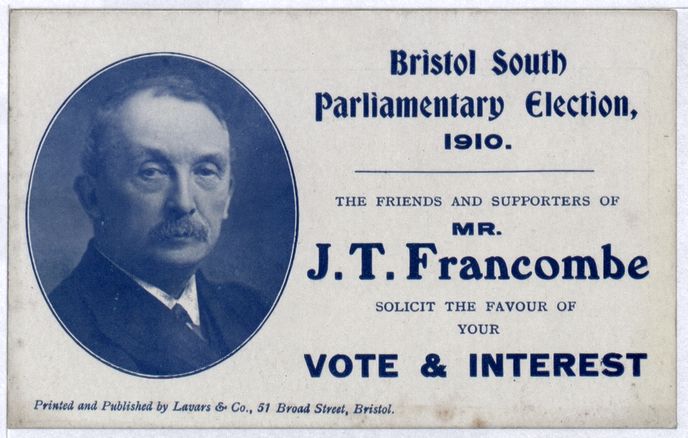 Bristol South
Parliamentary Election,
1910.
THE FRIENDS AND SUPPORTERS OF
MR.
J. T. Francombe
SOLICIT THE FAVOUR OF
YOUR
VOTE & INTEREST
Printed and Published by Lavars & Co., 51 Broad Street, Bristol.